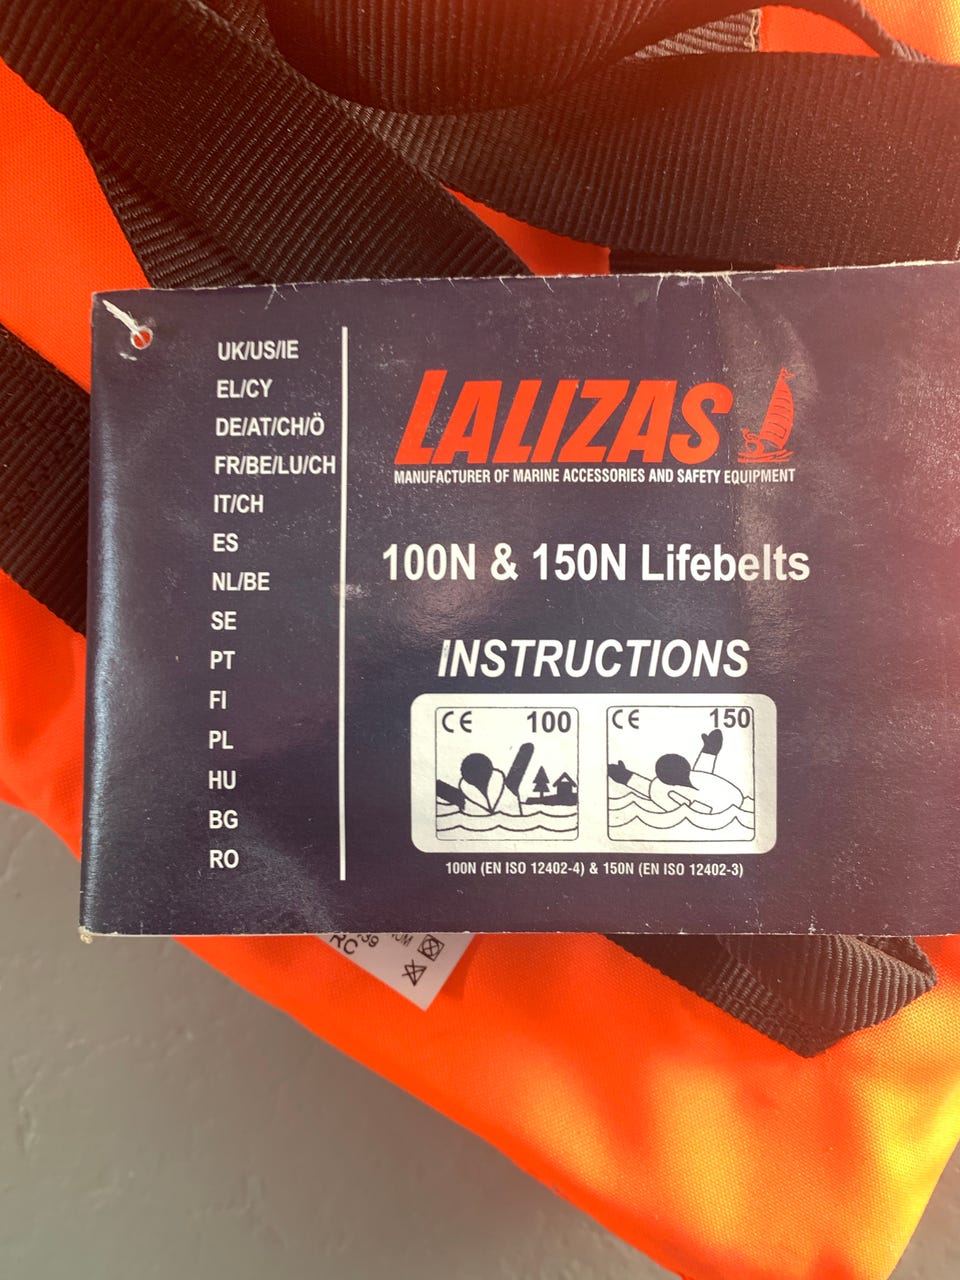 UK/US/IE
EL/CY
DE/AT/CH/Ö
FR/BE/LU/CH
IT/CH
ES
NL/BE
SE
PT
FI
PL
HU
BG
RO
LALIZAS
MANUFACTURER OF MARINE ACCESSORIES AND SAFETY EQUIPMENT
100N & 150N Lifebelts
INSTRUCTIONS
CE 100
CE 150
100N (EN ISO 12402-4) & 150N (EN ISO 12402-3)
39
RC